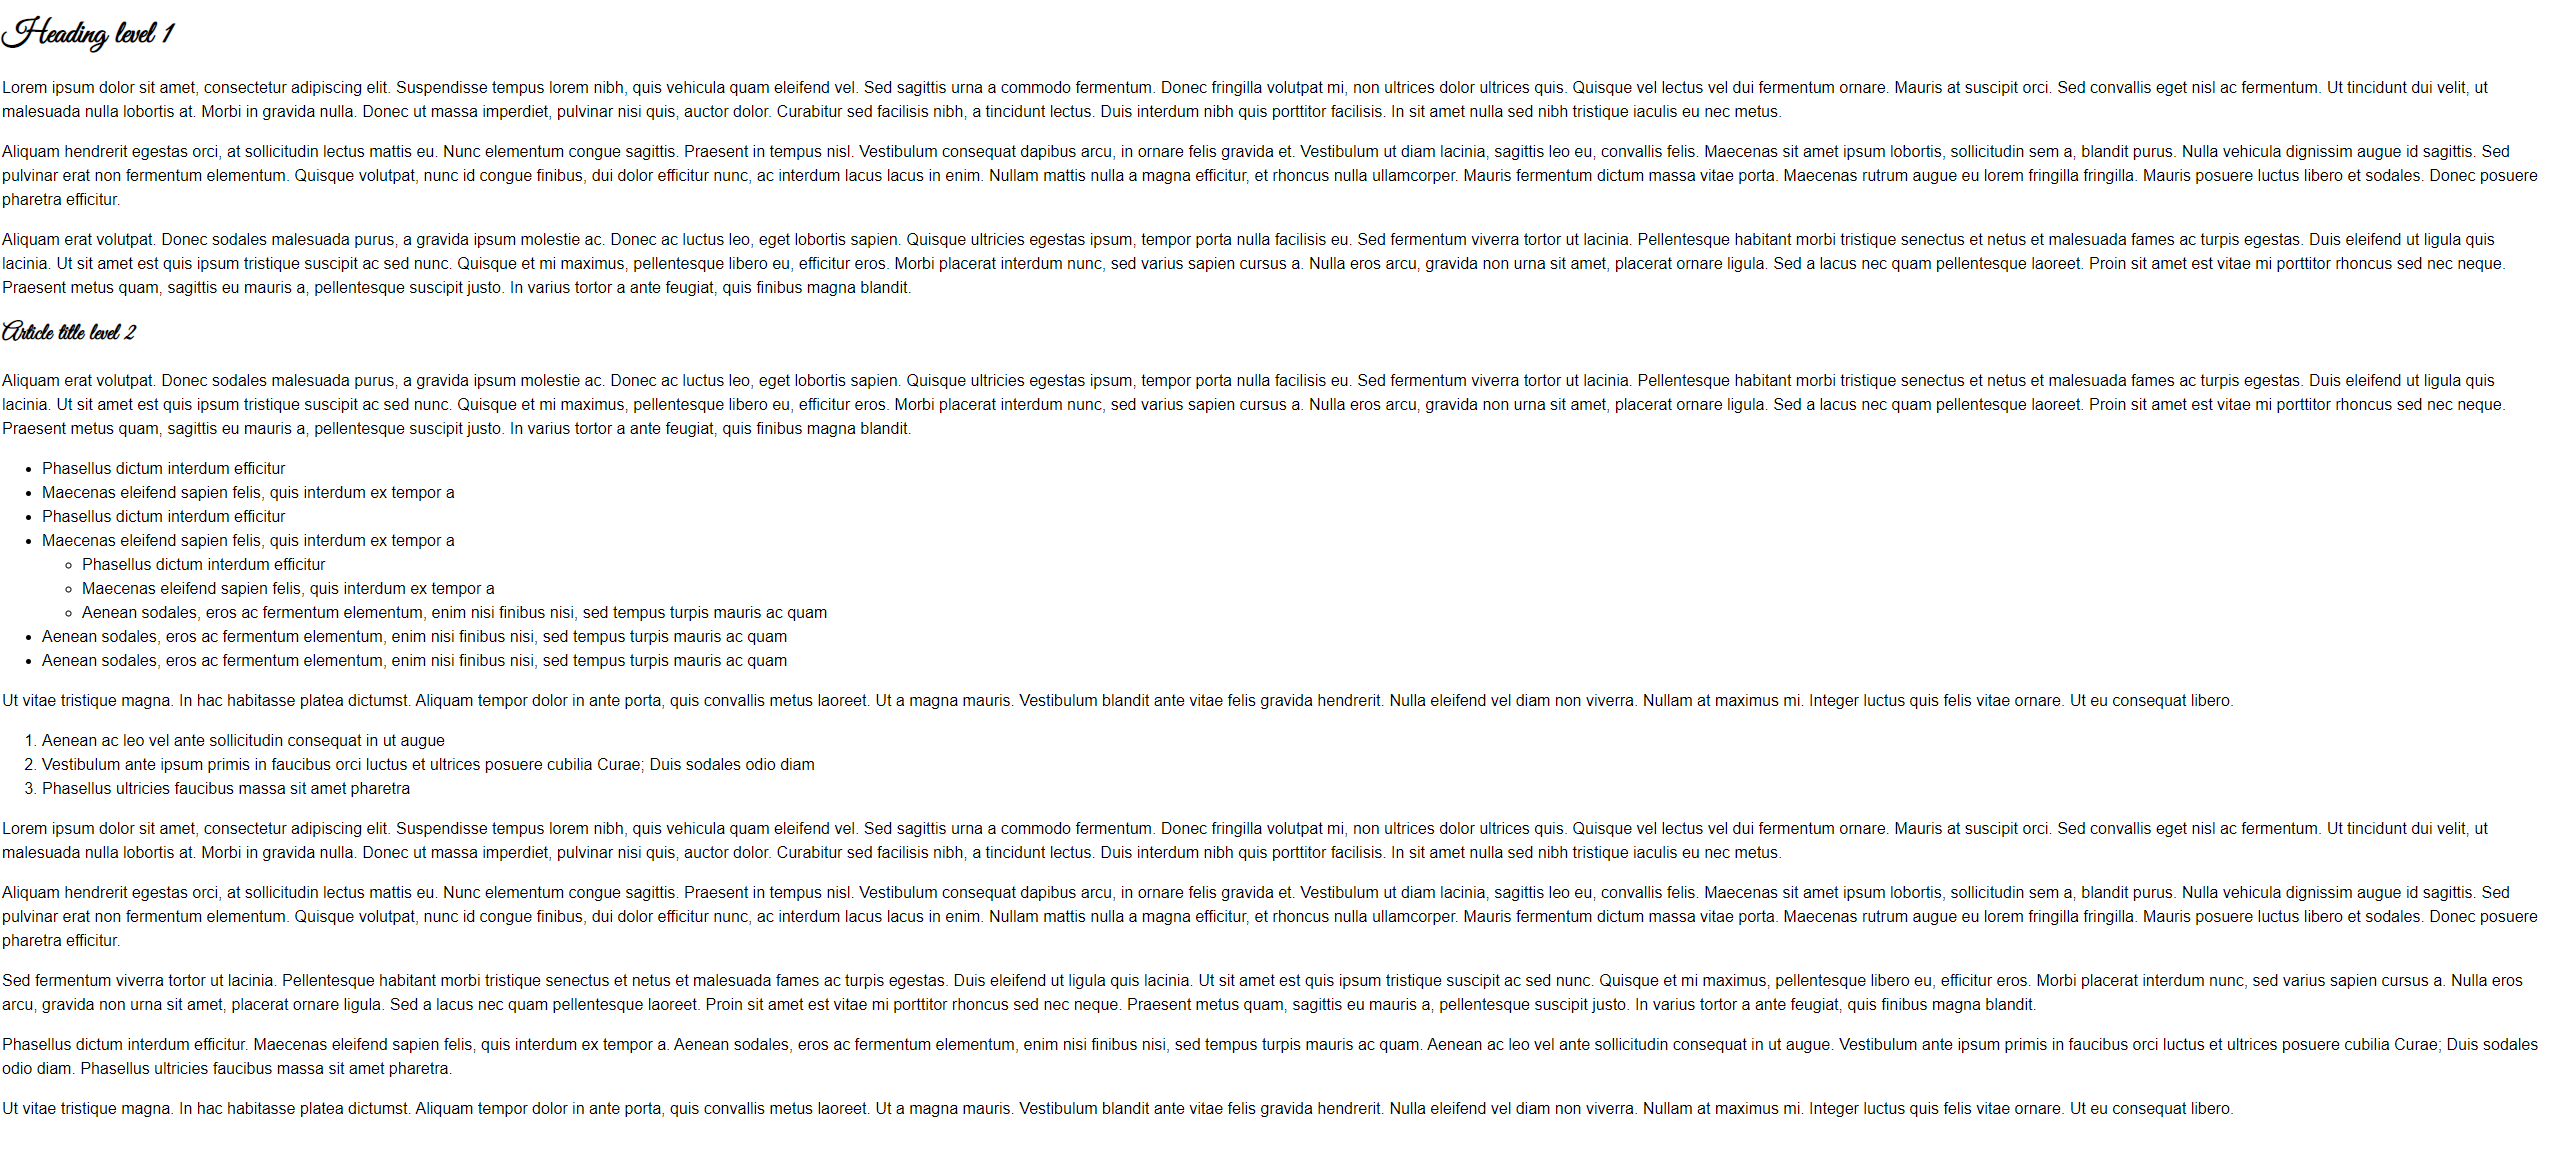 Heading level 1
Lorem ipsum dolor sit amet, consectetur adipiscing elit. Suspendisse tempus lorem nibh, quis vehicula quam eleifend vel. Sed sagittis urna a commodo fermentum. Donec fringilla volutpat mi, non ultrices dolor ultrices quis. Quisque vel lectus vel dui fermentum ornare. Mauris at suscipit orci. Sed convallis eget nisl ac fermentum. Ut tincidunt dui velit, ut
malesuada nulla lobortis at. Morbi in gravida nulla. Donec ut massa imperdiet, pulvinar nisi quis, auctor dolor. Curabitur sed facilisis nibh, a tincidunt lectus. Duis interdum nibh quis porttitor facilisis. In sit amet nulla sed nibh tristique iaculis eu nec metus.
Aliquam hendrerit egestas orci, at sollicitudin lectus mattis eu. Nunc elementum congue sagittis. Praesent in tempus nisl. Vestibulum consequat dapibus arcu, in ornare felis gravida et. Vestibulum ut diam lacinia, sagittis leo eu, convallis felis. Maecenas sit amet ipsum lobortis, sollicitudin sem a, blandit purus. Nulla vehicula dignissim augue id sagittis. Sed
pulvinar erat non fermentum elementum. Quisque volutpat, nunc id congue finibus, dui dolor efficitur nunc, ac interdum lacus lacus in enim. Nullam mattis nulla a magna efficitur, et rhoncus nulla ullamcorper. Mauris fermentum dictum massa vitae porta. Maecenas rutrum augue eu lorem fringilla fringilla. Mauris posuere luctus libero et sodales. Donec posuere
pharetra efficitur.
Aliquam erat volutpat. Donec sodales malesuada purus, a gravida ipsum molestie ac. Donec ac luctus leo, eget lobortis sapien. Quisque ultricies egestas ipsum, tempor porta nulla facilisis eu. Sed fermentum viverra tortor ut lacinia. Pellentesque habitant morbi tristique senectus et netus et malesuada fames ac turpis egestas. Duis eleifend ut ligula quis
lacinia. Ut sit amet est quis ipsum tristique suscipit ac sed nunc. Quisque et mi maximus, pellentesque libero eu, efficitur eros. Morbi placerat interdum nunc, sed varius sapien cursus a. Nulla eros arcu, gravida non urna sit amet, placerat ornare ligula. Sed a lacus nec quam pellentesque laoreet. Proin sit amet est vitae mi porttitor rhoncus sed nec neque.
Praesent metus quam, sagittis eu mauris a, pellentesque suscipit justo. In varius tortor a ante feugiat, quis finibus magna blandit.
Article title level 2
Aliquam erat volutpat. Donec sodales malesuada purus, a gravida ipsum molestie ac. Donec ac luctus leo, eget lobortis sapien. Quisque ultricies egestas ipsum, tempor porta nulla facilisis eu. Sed fermentum viverra tortor ut lacinia. Pellentesque habitant morbi tristique senectus et netus et malesuada fames ac turpis egestas. Duis eleifend ut ligula quis
lacinia. Ut sit amet est quis ipsum tristique suscipit ac sed nunc. Quisque et mi maximus, pellentesque libero eu, efficitur eros. Morbi placerat interdum nunc, sed varius sapien cursus a. Nulla eros arcu, gravida non urna sit amet, placerat ornare ligula. Sed a lacus nec quam pellentesque laoreet. Proin sit amet est vitae mi porttitor rhoncus sed nec neque.
Praesent metus quam, sagittis eu mauris a, pellentesque suscipit justo. In varius tortor a ante feugiat, quis finibus magna blandit.
• Phasellus dictum interdum efficitur
• Maecenas eleifend sapien felis, quis interdum ex tempor a
• Phasellus dictum interdum efficitur
• Maecenas eleifend sapien felis, quis interdum ex tempor a
◦ Phasellus dictum interdum efficitur
◦ Maecenas eleifend sapien felis, quis interdum ex tempor a
◦ Aenean sodales, eros ac fermentum elementum, enim nisi finibus nisi, sed tempus turpis mauris ac quam
• Aenean sodales, eros ac fermentum elementum, enim nisi finibus nisi, sed tempus turpis mauris ac quam
• Aenean sodales, eros ac fermentum elementum, enim nisi finibus nisi, sed tempus turpis mauris ac quam
Ut vitae tristique magna. In hac habitasse platea dictumst. Aliquam tempor dolor in ante porta, quis convallis metus laoreet. Ut a magna mauris. Vestibulum blandit ante vitae felis gravida hendrerit. Nulla eleifend vel diam non viverra. Nullam at maximus mi. Integer luctus quis felis vitae ornare. Ut eu consequat libero.
1. Aenean ac leo vel ante sollicitudin consequat in ut augue
2. Vestibulum ante ipsum primis in faucibus orci luctus et ultrices posuere cubilia Curae; Duis sodales odio diam
3. Phasellus ultricies faucibus massa sit amet pharetra
Lorem ipsum dolor sit amet, consectetur adipiscing elit. Suspendisse tempus lorem nibh, quis vehicula quam eleifend vel. Sed sagittis urna a commodo fermentum. Donec fringilla volutpat mi, non ultrices dolor ultrices quis. Quisque vel lectus vel dui fermentum ornare. Mauris at suscipit orci. Sed convallis eget nisl ac fermentum. Ut tincidunt dui velit, ut
malesuada nulla lobortis at. Morbi in gravida nulla. Donec ut massa imperdiet, pulvinar nisi quis, auctor dolor. Curabitur sed facilisis nibh, a tincidunt lectus. Duis interdum nibh quis porttitor facilisis. In sit amet nulla sed nibh tristique iaculis eu nec metus.
Aliquam hendrerit egestas orci, at sollicitudin lectus mattis eu. Nunc elementum congue sagittis. Praesent in tempus nisl. Vestibulum consequat dapibus arcu, in ornare felis gravida et. Vestibulum ut diam lacinia, sagittis leo eu, convallis felis. Maecenas sit amet ipsum lobortis, sollicitudin sem a, blandit purus. Nulla vehicula dignissim augue id sagittis. Sed
pulvinar erat non fermentum elementum. Quisque volutpat, nunc id congue finibus, dui dolor efficitur nunc, ac interdum lacus lacus in enim. Nullam mattis nulla a magna efficitur, et rhoncus nulla ullamcorper. Mauris fermentum dictum massa vitae porta. Maecenas rutrum augue eu lorem fringilla fringilla. Mauris posuere luctus libero et sodales. Donec posuere
pharetra efficitur.
Sed fermentum viverra tortor ut lacinia. Pellentesque habitant morbi tristique senectus et netus et malesuada fames ac turpis egestas. Duis eleifend ut ligula quis lacinia. Ut sit amet est quis ipsum tristique suscipit ac sed nunc. Quisque et mi maximus, pellentesque libero eu, efficitur eros. Morbi placerat interdum nunc, sed varius sapien cursus a. Nulla eros
arcu, gravida non urna sit amet, placerat ornare ligula. Sed a lacus nec quam pellentesque laoreet. Proin sit amet est vitae mi porttitor rhoncus sed nec neque. Praesent metus quam, sagittis eu mauris a, pellentesque suscipit justo. In varius tortor a ante feugiat, quis finibus magna blandit.
Phasellus dictum interdum efficitur. Maecenas eleifend sapien felis, quis interdum ex tempor a. Aenean sodales, eros ac fermentum elementum, enim nisi finibus nisi, sed tempus turpis mauris ac quam. Aenean ac leo vel ante sollicitudin consequat in ut augue. Vestibulum ante ipsum primis in faucibus orci luctus et ultrices posuere cubilia Curae; Duis sodales
odio diam. Phasellus ultricies faucibus massa sit amet pharetra.
Ut vitae tristique magna. In hac habitasse platea dictumst. Aliquam tempor dolor in ante porta, quis convallis metus laoreet. Ut a magna mauris. Vestibulum blandit ante vitae felis gravida hendrerit. Nulla eleifend vel diam non viverra. Nullam at maximus mi. Integer luctus quis felis vitae ornare. Ut eu consequat libero.